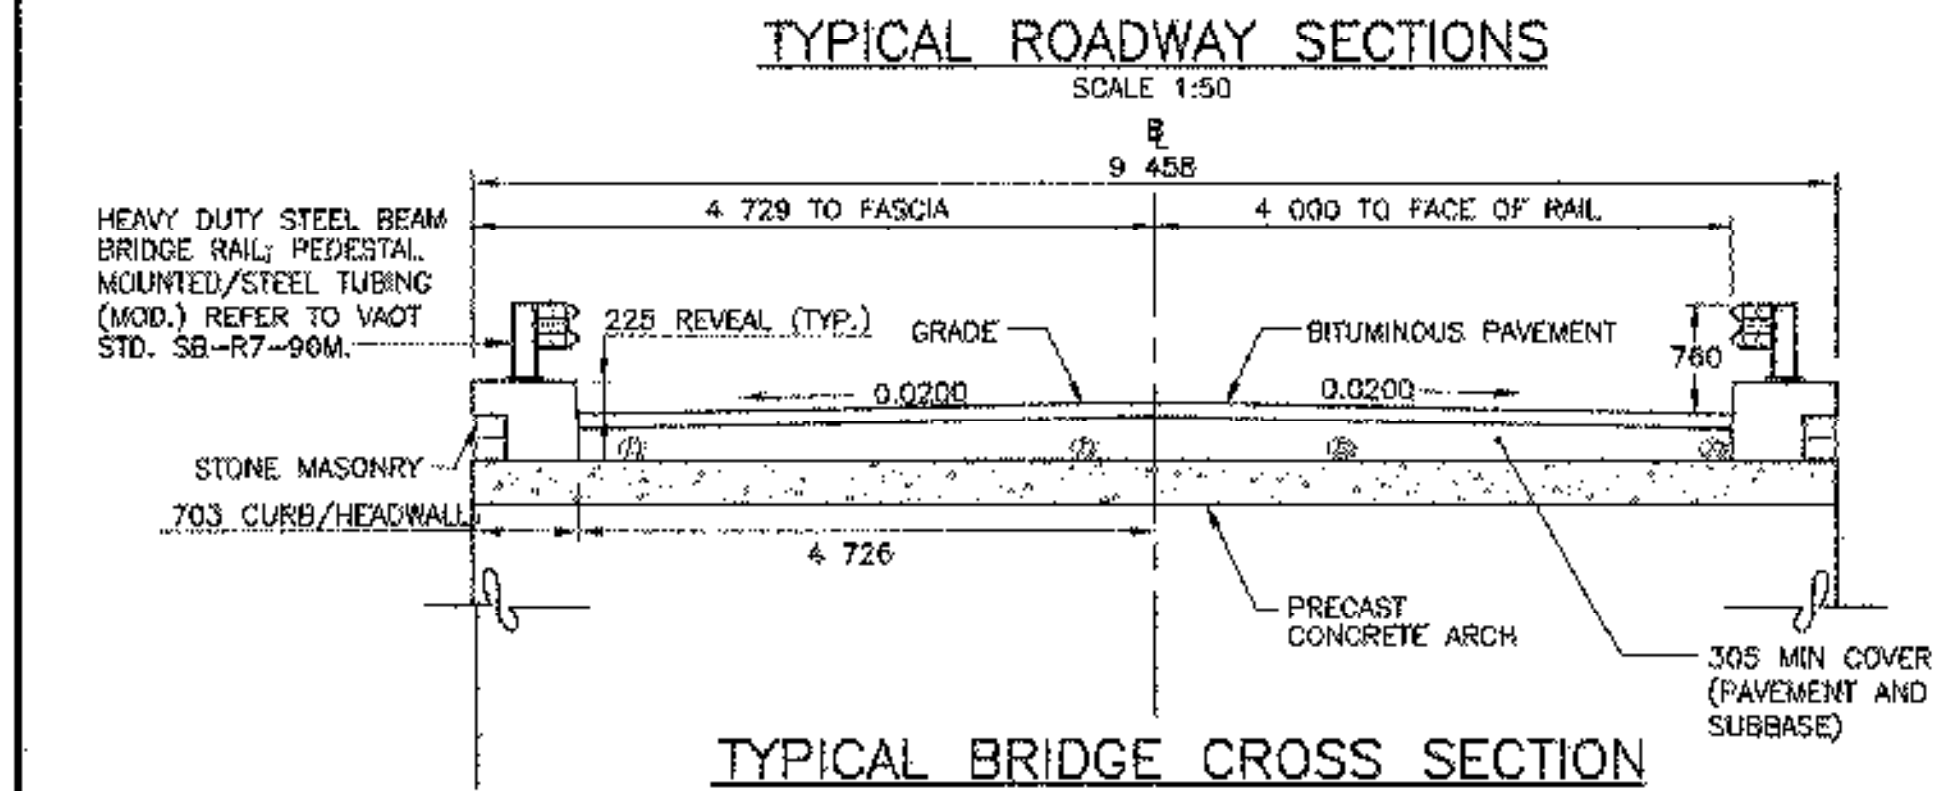 TYPICAL ROADWAY SECTIONS
SCALE 1:50
9 458
4 729 TO FASCIA
4 000 TO FACE OF RAIL
HEAVY DUTY STEEL BEAM
BRIDGE RAIL; PEDESTAL
MOUNTED/STEEL TUBING
(MOD.) REFER TO VAOT
STD. SB-R7-90M.
225 REVEAL (TYP.)
GRADE
BITUMINOUS PAVEMENT
760
0.0200
0.0200
STONE MASONRY
703 CURB/HEADWALL
4 726
PRECAST
CONCRETE ARCH
305 MIN COVER
(PAVEMENT AND
SUBBASE)
TYPICAL BRIDGE CROSS SECTION